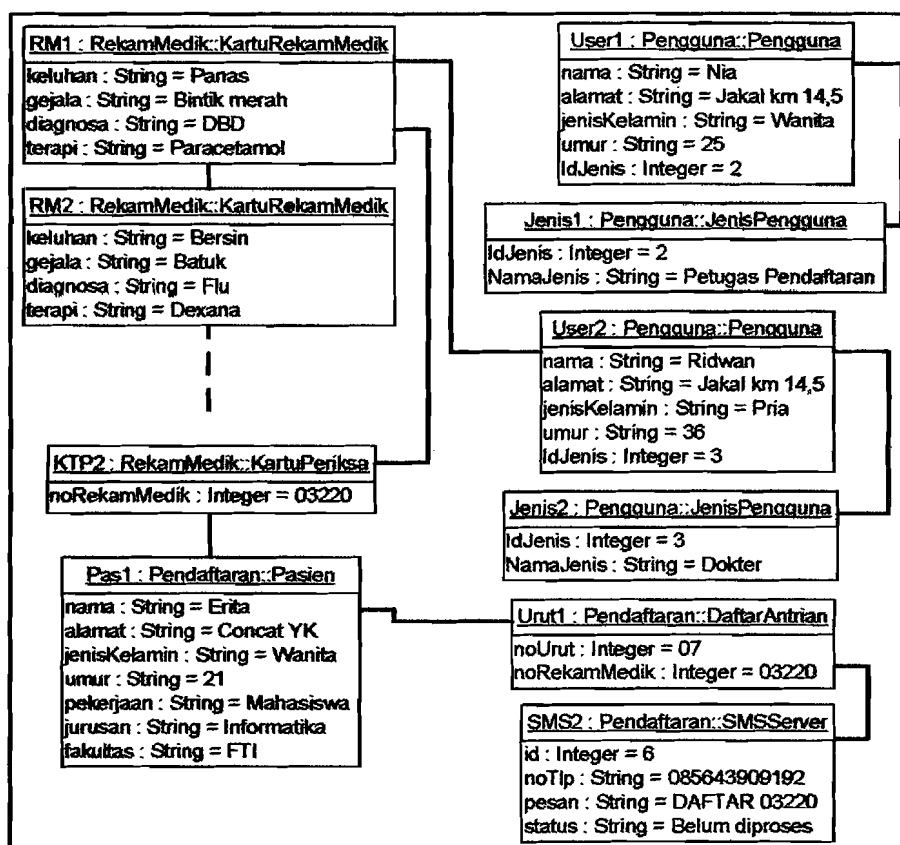 RM1 : RekamMedik::KartuRekamMedik
keluhan : String = Panas
gejala : String = Bintik merah
diagnosa : String = DBD
terapi : String = Paracetamol
RM2 : RekamMedik::KartuRekamMedik
keluhan : String = Bersin
gejala : String = Batuk
diagnosa : String = Flu
terapi : String = Dexana
KTP2 : RekamMedik::KartuPeriksa
noRekamMedik : Integer = 03220
Pas1 : Pendaftaran::Pasien
nama : String = Erita
alamat : String = Concat YK
jenisKelamin : String = Wanita
umur : String = 21
pekerjaan : String = Mahasiswa
jurusan : String = Informatika
fakultas : String = FTI
User1 : Pengguna::Pengguna
nama : String = Nia
alamat : String = Jakal km 14,5
jenisKelamin : String = Wanita
umur : String = 25
IdJenis : Integer = 2
Jenis1 : Pengguna::JenisPengguna
IdJenis : Integer = 2
NamaJenis : String = Petugas Pendaftaran
User2 : Pengguna::Pengguna
nama : String = Ridwan
alamat : String = Jakal km 14,5
jenisKelamin : String = Pria
umur : String = 36
IdJenis : Integer = 3
Jenis2 : Pengguna::JenisPengguna
IdJenis : Integer = 3
NamaJenis : String = Dokter
Urut1 : Pendaftaran::DaftarAntrian
noUrut : Integer = 07
noRekamMedik : Integer = 03220
SMS2 : Pendaftaran::SMSServer
id : Integer = 6
noTlp : String = 085643909192
pesan : String = DAFTAR 03220
status : String = Belum diproses